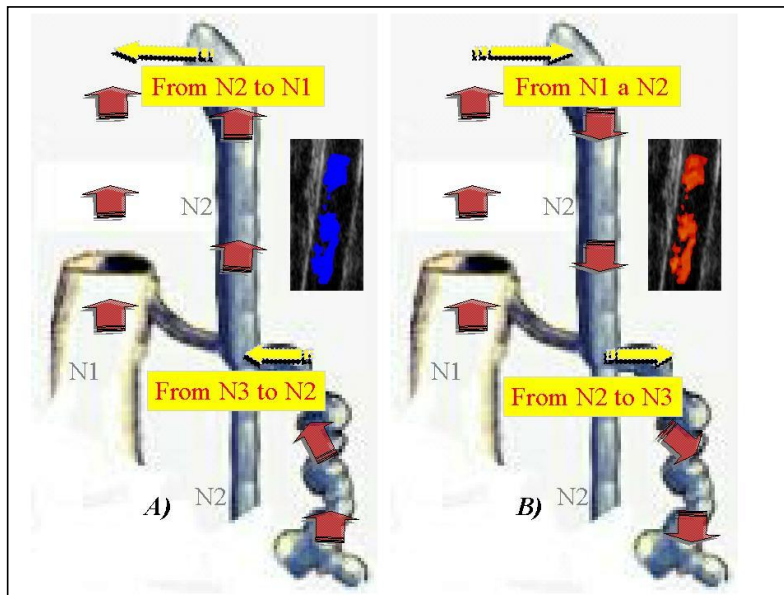 From N2 to N1
N2
N1
From N3 to N2
N2
A)
From N1 a N2
N2
N1
From N2 to N3
N2
B)